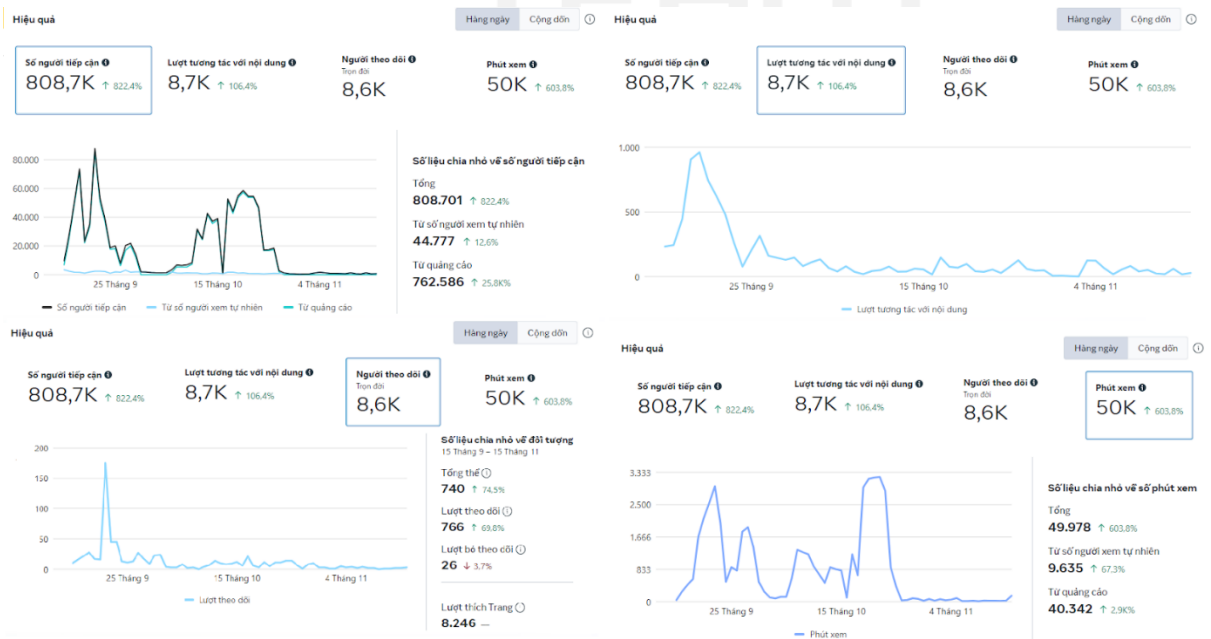 Hiệu quả
Hàng ngày Cộng dồn
Số người tiếp cận
808,7K ↑ 822,4%
Lượt tương tác với nội dung
8,7K ↑ 106,4%
Người theo dõi
Trọn đời
8,6K
Phút xem
50K ↑ 603,8%
80.000
60.000
40.000
20.000
0
25 Tháng 9 15 Tháng 10 4 Tháng 11
Số người tiếp cận Từ số người xem tự nhiên Từ quảng cáo
Số liệu chia nhỏ về số người tiếp cận
Tổng
808.701 ↑ 822,4%
Từ số người xem tự nhiên
44.777 ↑ 12,6%
Từ quảng cáo
762.586 ↑ 25,8K%
Hiệu quả
Hàng ngày Cộng dồn
Số người tiếp cận
808,7K ↑ 822,4%
Lượt tương tác với nội dung
8,7K ↑ 106,4%
Người theo dõi
Trọn đời
8,6K
Phút xem
50K ↑ 603,8%
1.000
500
0
25 Tháng 9 15 Tháng 10 4 Tháng 11
Lượt tương tác với nội dung
Hiệu quả
Hàng ngày Cộng dồn
Số người tiếp cận
808,7K ↑ 822,4%
Lượt tương tác với nội dung
8,7K ↑ 106,4%
Người theo dõi
Trọn đời
8,6K
Phút xem
50K ↑ 603,8%
200
150
100
50
0
25 Tháng 9 15 Tháng 10 4 Tháng 11
Lượt theo dõi
Số liệu chia nhỏ về đối tượng
15 Tháng 9 – 15 Tháng 11
Tổng thể
740 ↑ 74,5%
Lượt theo dõi
766 ↑ 69,8%
Lượt bỏ theo dõi
26 ↓ 3,7%
Lượt thích Trang
8.246 —
Hiệu quả
Hàng ngày Cộng dồn
Số người tiếp cận
808,7K ↑ 822,4%
Lượt tương tác với nội dung
8,7K ↑ 106,4%
Người theo dõi
Trọn đời
8,6K
Phút xem
50K ↑ 603,8%
3.333
2.500
1.666
833
0
25 Tháng 9 15 Tháng 10 4 Tháng 11
Phút xem
Số liệu chia nhỏ về số phút xem
Tổng
49.978 ↑ 603,8%
Từ số người xem tự nhiên
9.635 ↑ 67,3%
Từ quảng cáo
40.342 ↑ 2,9K%